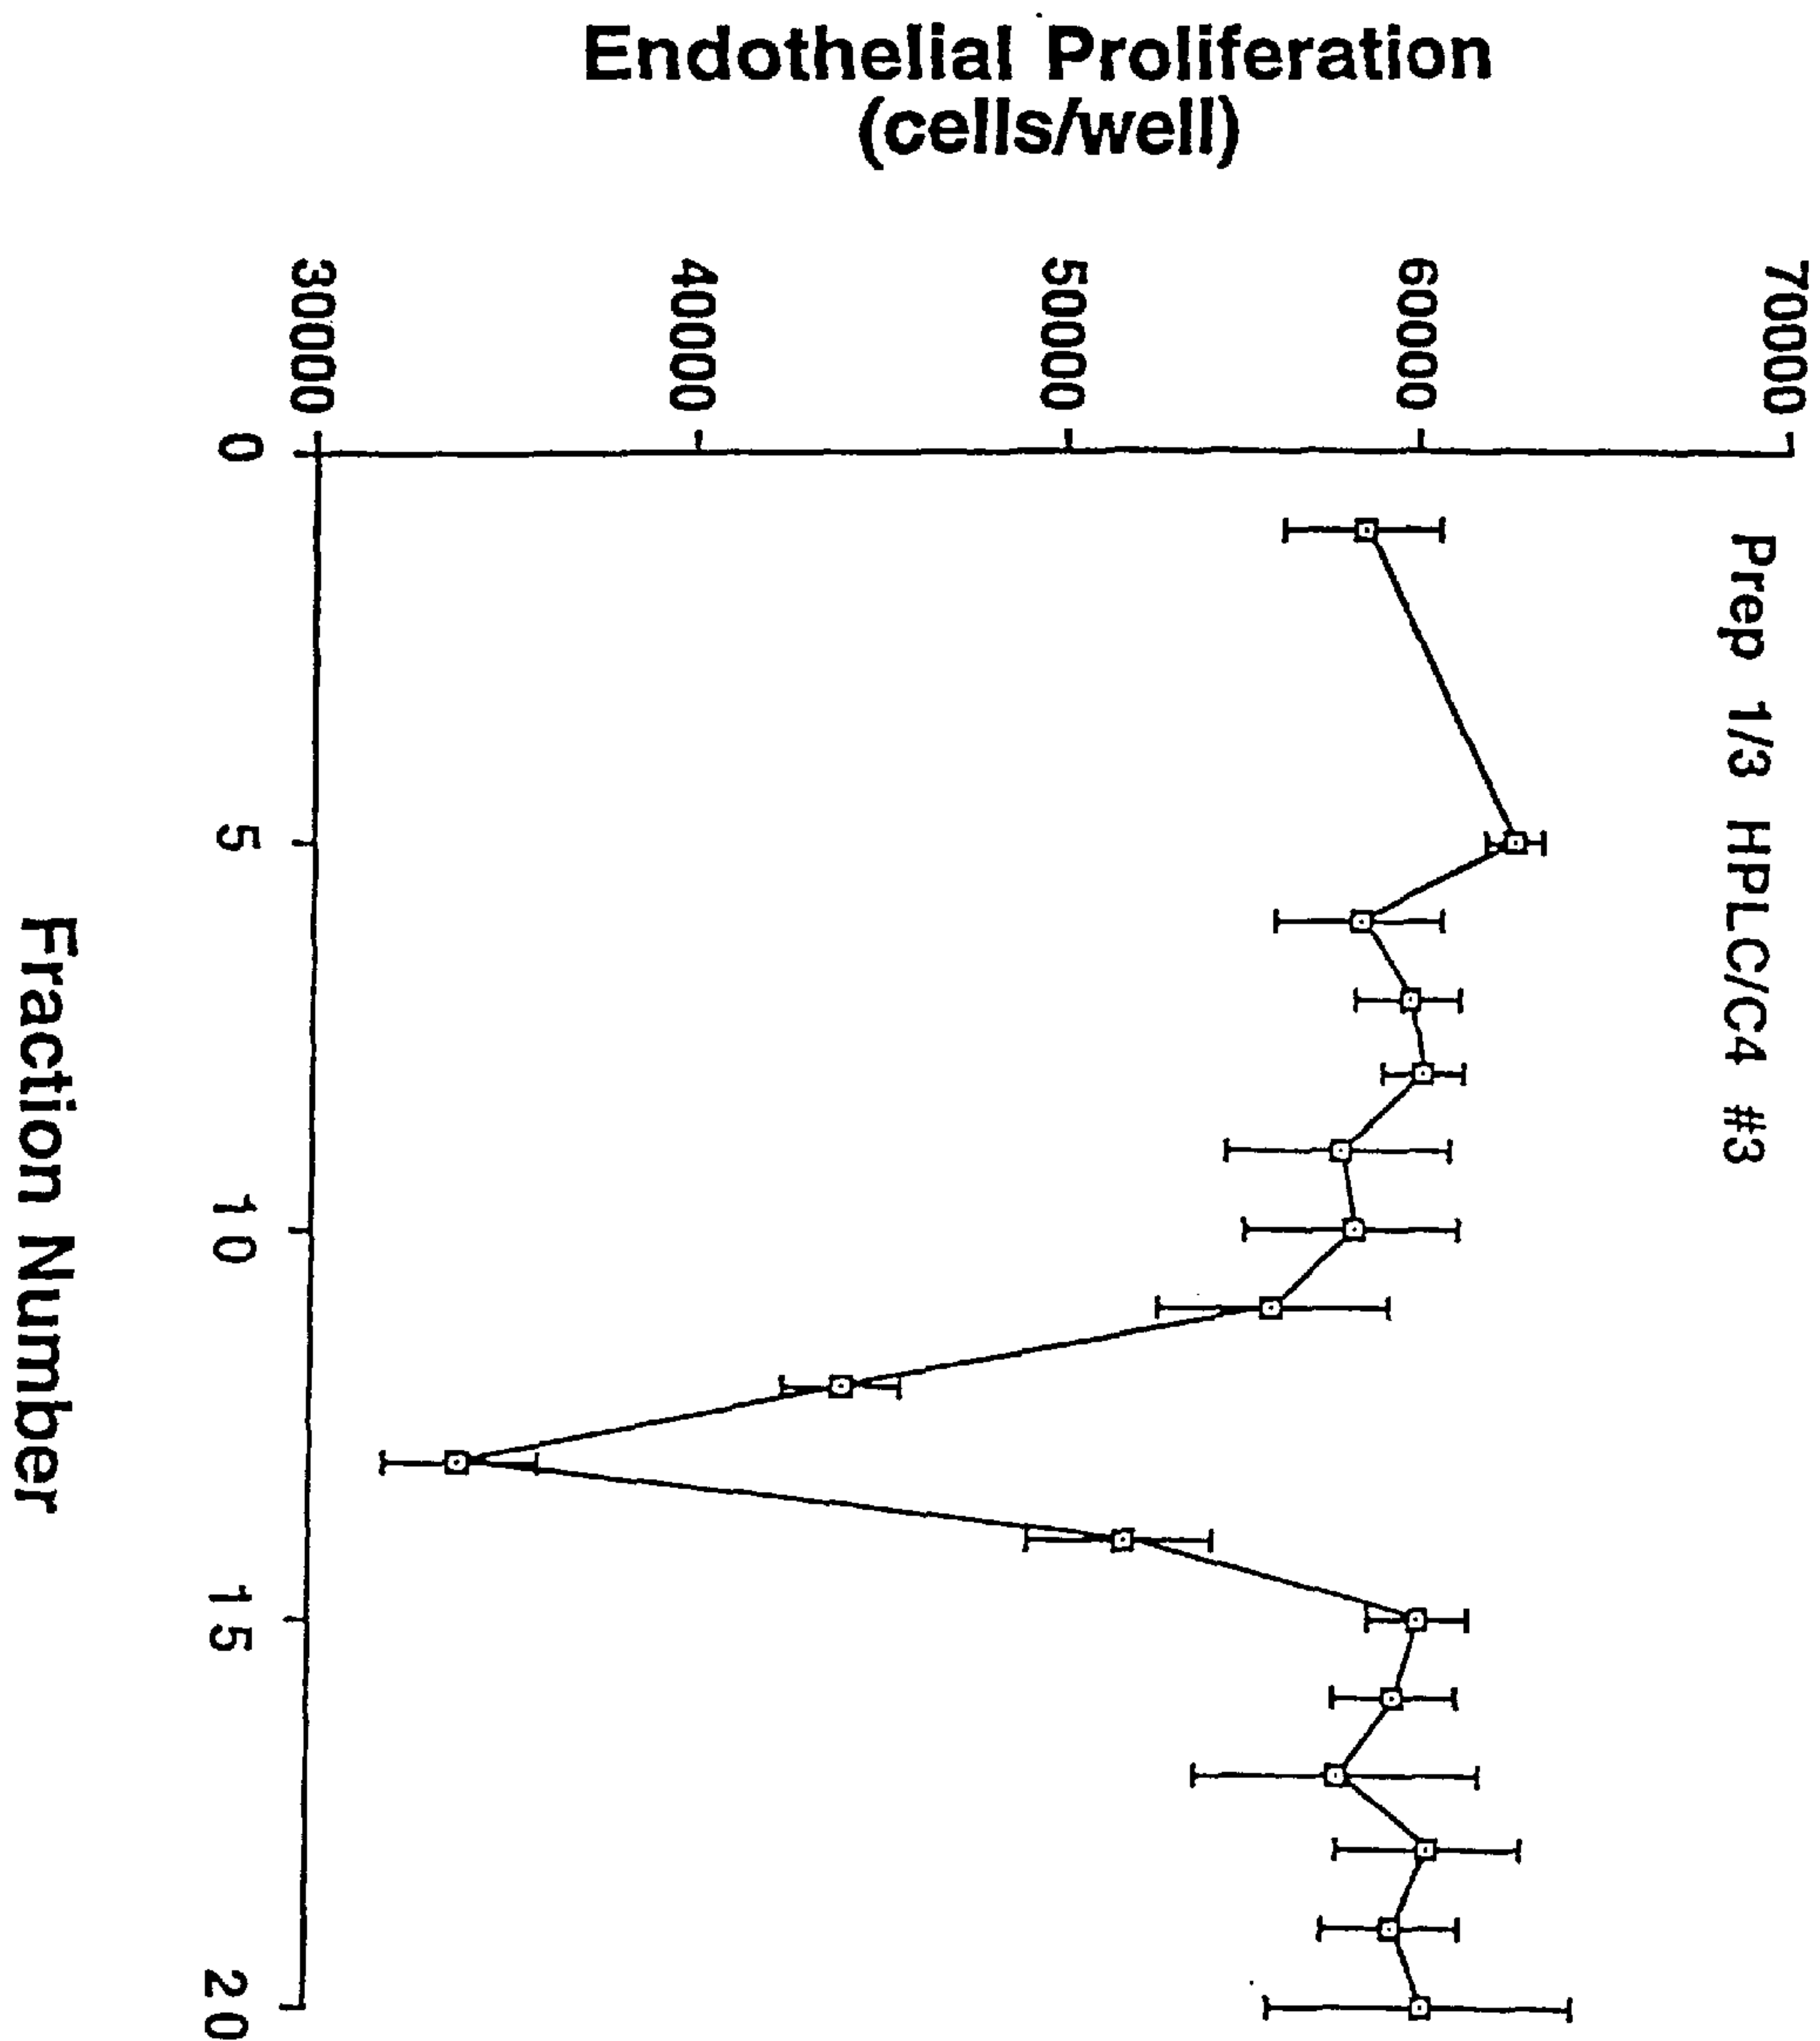 Endothelial Proliferation
(cells/well)
Prep 1/3 HPLC/C4 #3
70000
60000
50000
40000
30000
0
5
10
15
20
Fraction Number